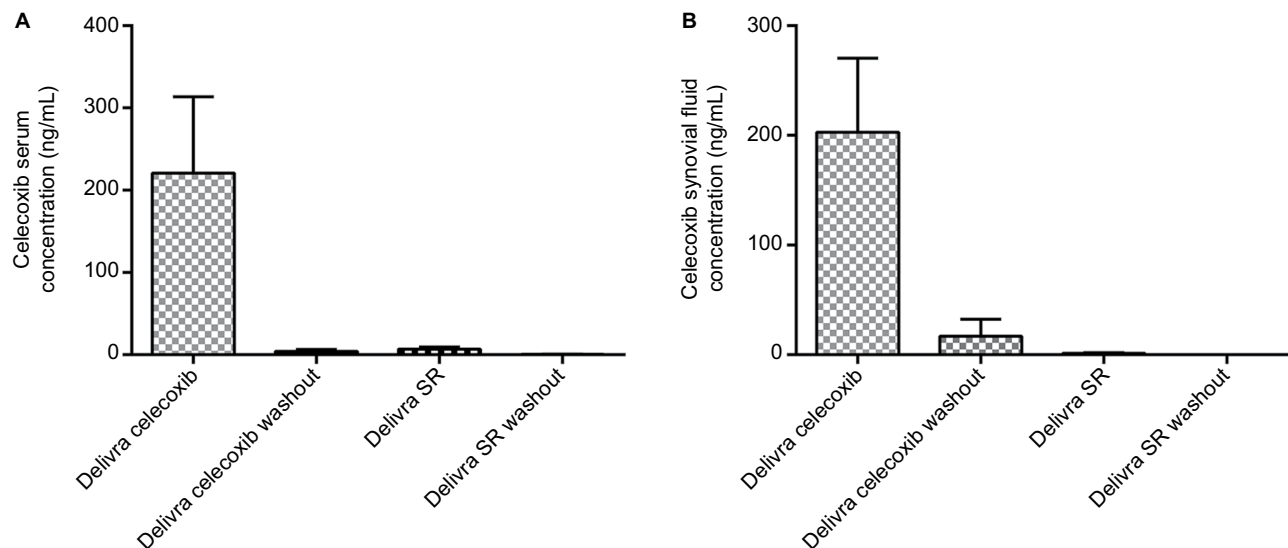 A
Celecoxib serum
concentration (ng/mL)
400
300
200
100
0
Delivra celecoxib
Delivra celecoxib washout
Delivra SR
Delivra SR washout
B
Celecoxib synovial fluid
concentration (ng/mL)
300
200
100
0
Delivra celecoxib
Delivra celecoxib washout
Delivra SR
Delivra SR washout